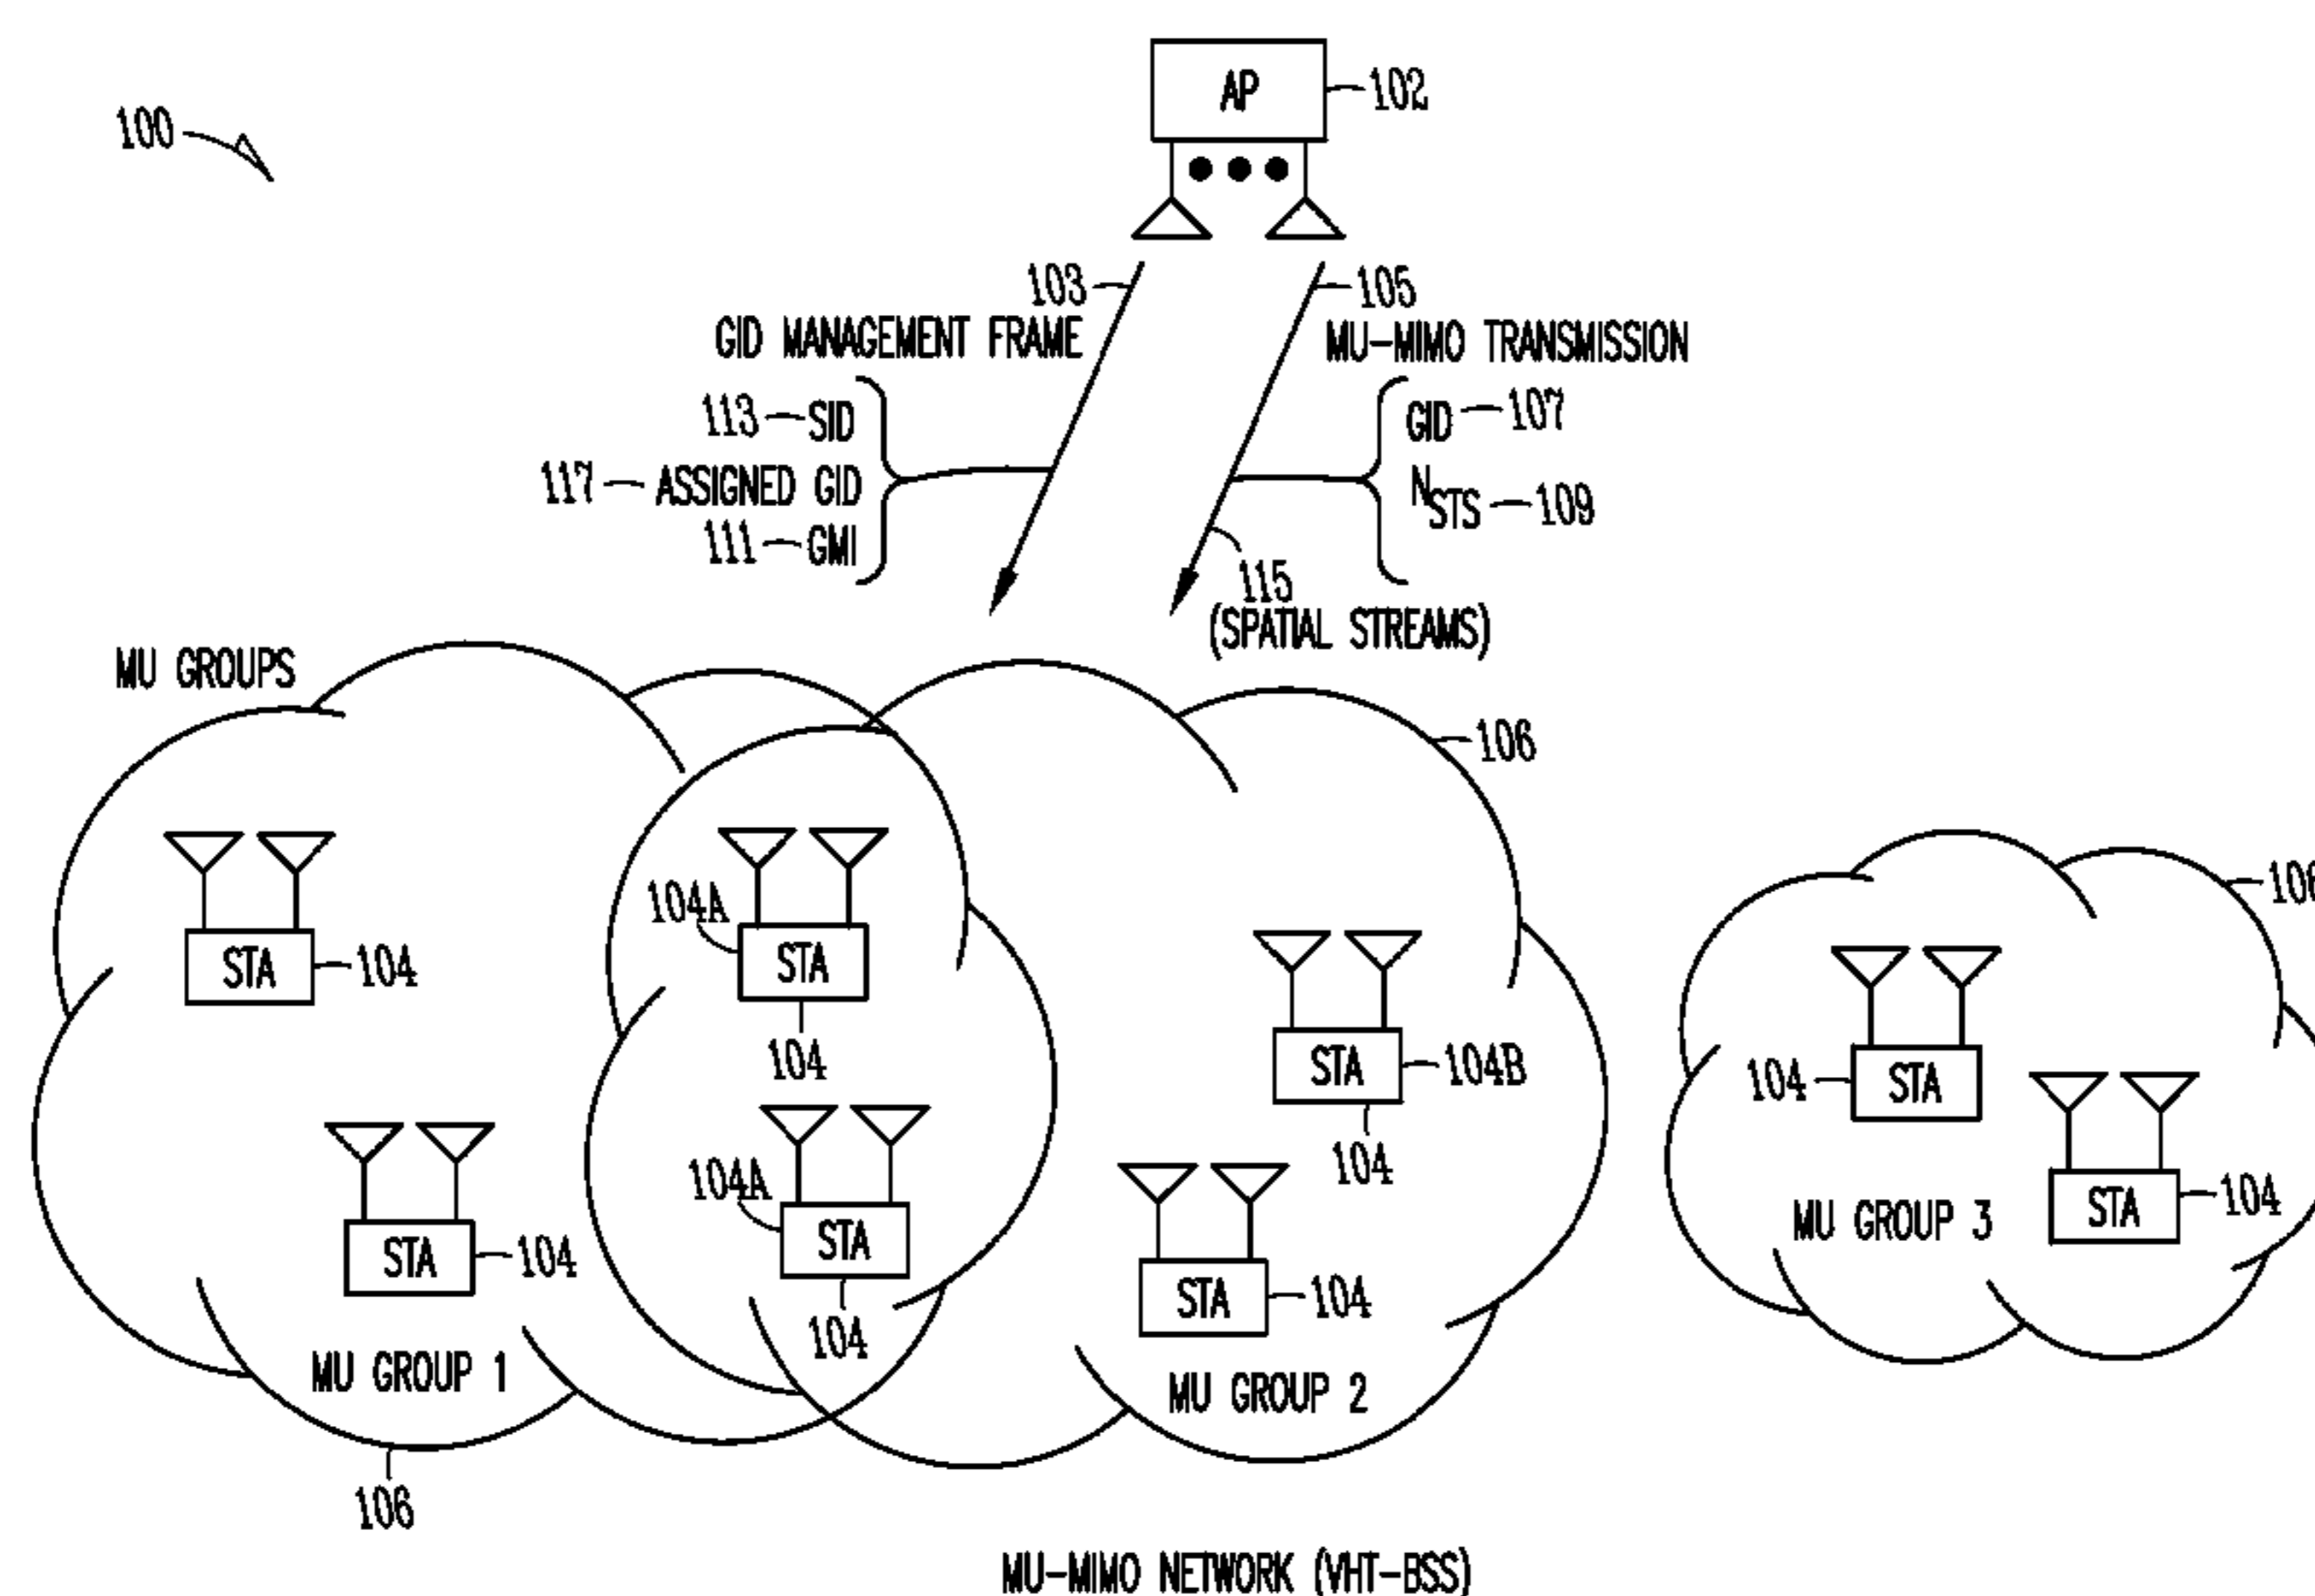 AP
102
100
103
105
GID MANAGEMENT FRAME
MU-MIMO TRANSMISSION
113
SID
GID
107
117
ASSIGNED GID
NSTS
109
111
GMI
115
(SPATIAL STREAMS)
MU GROUPS
106
106
104A
STA
104
STA
104
104A
STA
104
STA
104B
104
STA
104
STA
104
STA
104
STA
104
MU GROUP 3
MU GROUP 1
MU GROUP 2
106
MU-MIMO NETWORK (VHT-BSS)